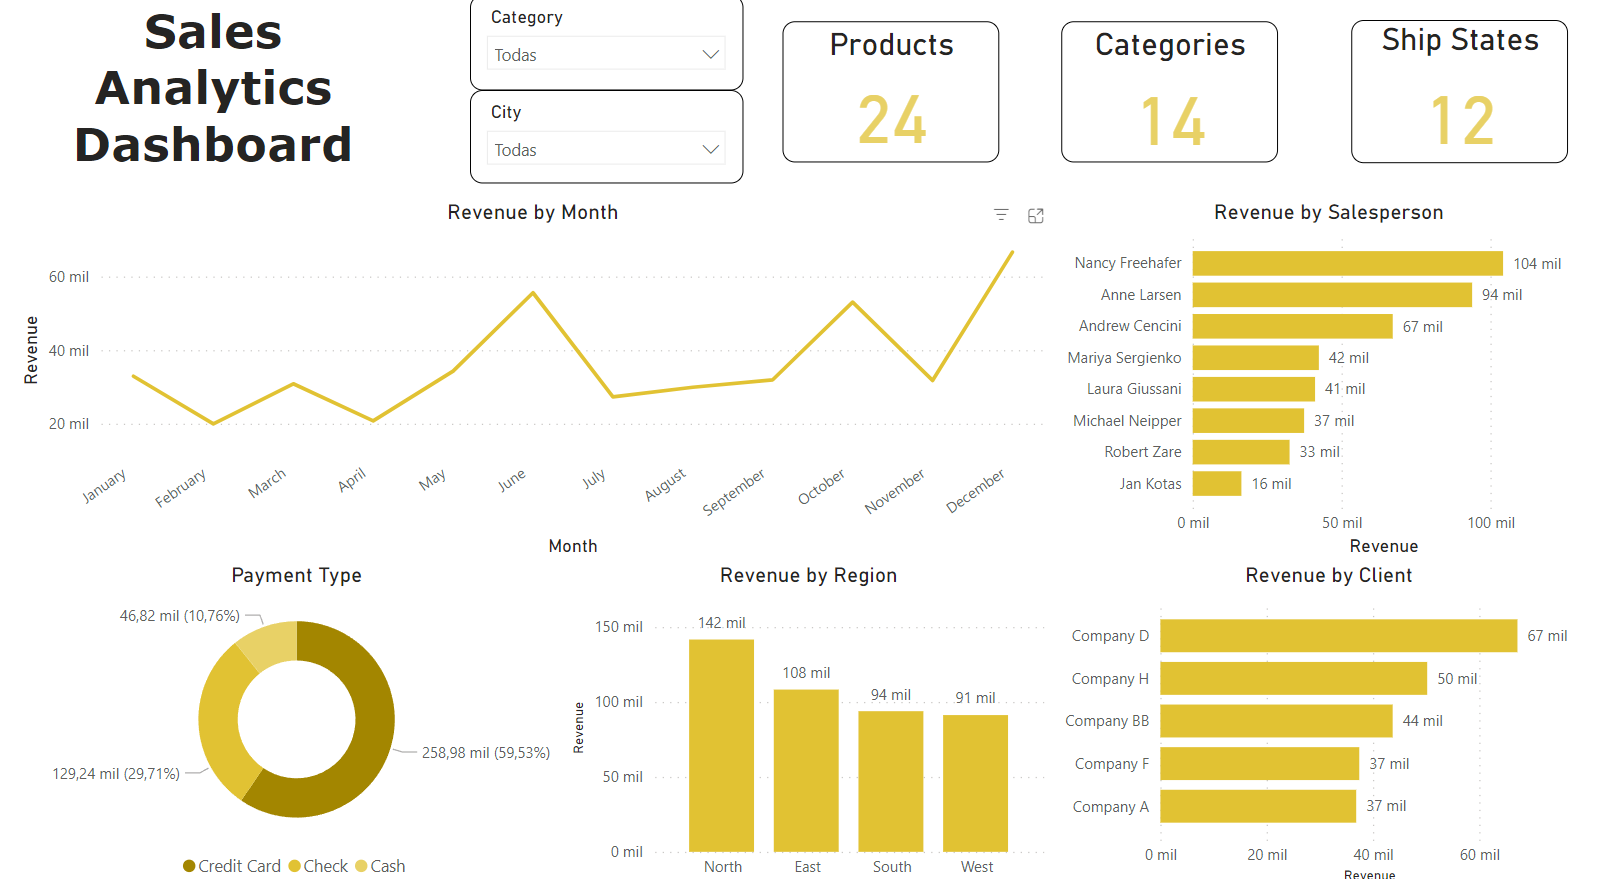 Sales
Analytics
Dashboard
Category
Todas
City
Todas
Products
24
Categories
14
Ship States
12
Revenue by Month
Revenue
60 mil
40 mil
20 mil
January
February
March
April
May
June
July
August
September
October
November
December
Month
Revenue by Salesperson
Nancy Freehafer
104 mil
Anne Larsen
94 mil
Andrew Cencini
67 mil
Mariya Sergienko
42 mil
Laura Giussani
41 mil
Michael Neipper
37 mil
Robert Zare
33 mil
Jan Kotas
16 mil
0 mil
50 mil
100 mil
Revenue
Payment Type
46,82 mil (10,76%)
258,98 mil (59,53%)
129,24 mil (29,71%)
Credit Card
Check
Cash
Revenue by Region
Revenue
150 mil
100 mil
50 mil
0 mil
142 mil
108 mil
94 mil
91 mil
North
East
South
West
Revenue by Client
Company D
67 mil
Company H
50 mil
Company BB
44 mil
Company F
37 mil
Company A
37 mil
0 mil
20 mil
40 mil
60 mil
Revenue